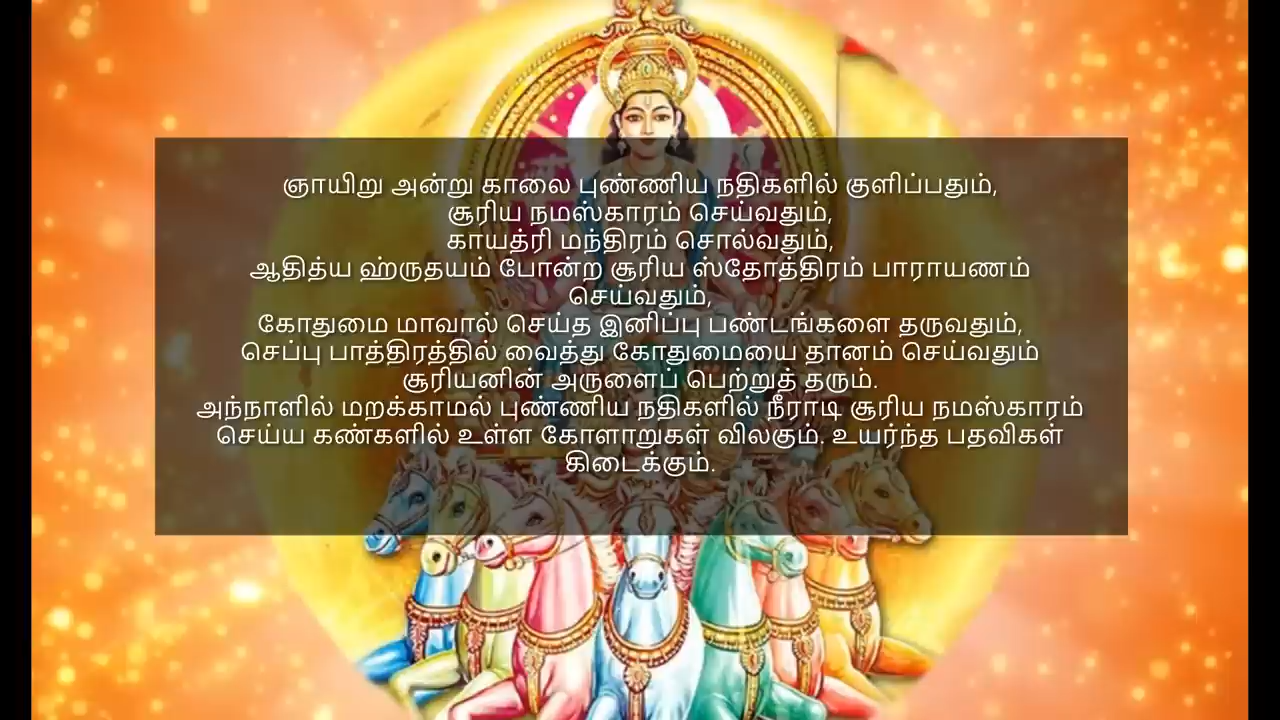 ஞாயிறு அன்று காலை புண்ணிய நதிகளில் குளிப்பதும்,
சூரிய நமஸ்காரம் செய்வதும்,
காயத்ரி மந்திரம் சொல்வதும்,
ஆதித்ய ஹ்ருதயம் போன்ற சூரிய ஸ்தோத்திரம் பாராயணம்
செய்வதும்,
கோதுமை மாவால் செய்த இனிப்பு பண்டங்களை தருவதும்,
செப்பு பாத்திரத்தில் வைத்து கோதுமையை தானம் செய்வதும்
சூரியனின் அருளைப் பெற்றுத் தரும்.
அந்நாளில் மறக்காமல் புண்ணிய நதிகளில் நீராடி சூரிய நமஸ்காரம்
செய்ய கண்களில் உள்ள கோளாறுகள் விலகும். உயர்ந்த பதவிகள்
கிடைக்கும்.